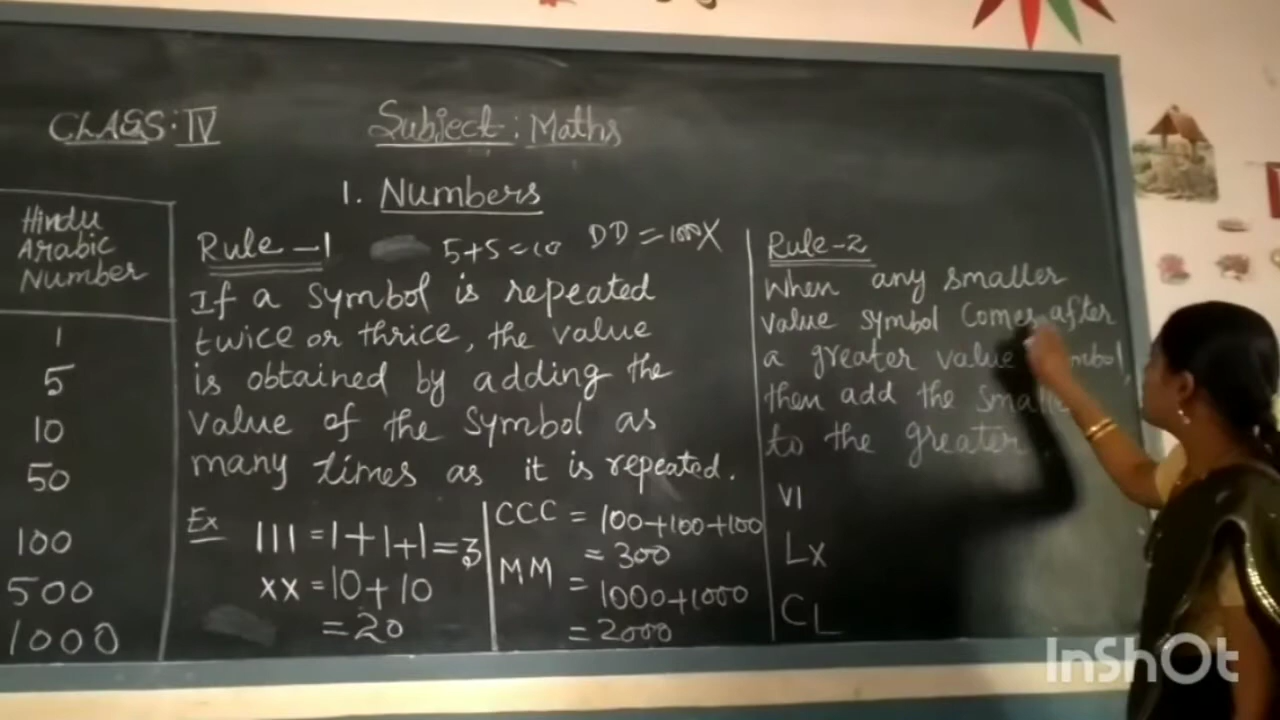 CLASS: IV
Subject: Maths
1. Numbers
Hindu
Arabic
Number
1
5
10
50
100
500
1000
Rule-1
5+5=10 DD=1000X
If a symbol is repeated
twice or thrice, the value
is obtained by adding the
value of the symbol as
many times as it is repeated.
Ex
III = 1+1+1=3
XX = 10+10
=20
CCC = 100+100+100
= 300
MM = 1000+1000
= 2000
Rule-2
When any smaller
value symbol comes after
a greater value
then add the
to the greater
VI
LX
CL
InShOt